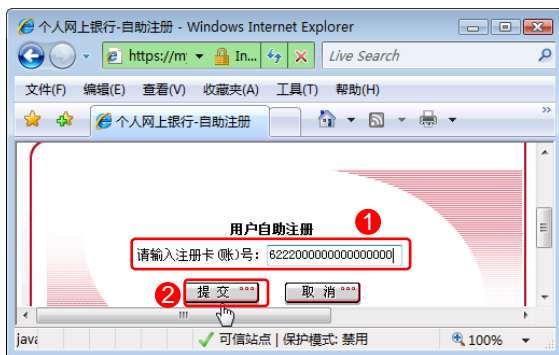 个人网上银行-自助注册 - Windows Internet Explorer
https://m In... Live Search
文件(F) 编辑(E) 查看(V) 收藏夹(A) 工具(T) 帮助(H)
个人网上银行-自助注册
用户自助注册
1
请输入注册卡(账)号: 6222000000000000000
2 提 交 取 消
java 可信站点 | 保护模式: 禁用 100%